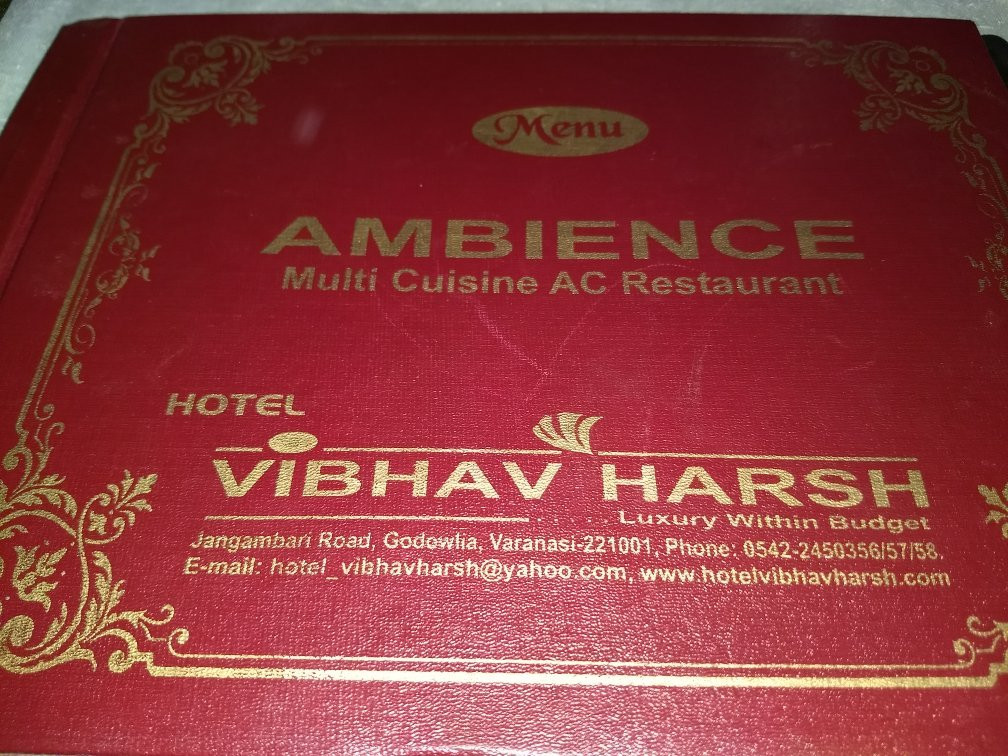 Menu
AMBIENCE
Multi Cuisine AC Restaurant
HOTEL
VIBHAV HARSH
...... Luxury Within Budget
Jangambari Road, Godowlia, Varanasi-221001, Phone: 0542-2450356/57/58.
E-mail: hotel_vibhavharsh@yahoo.com, www.hotelvibhavharsh.com